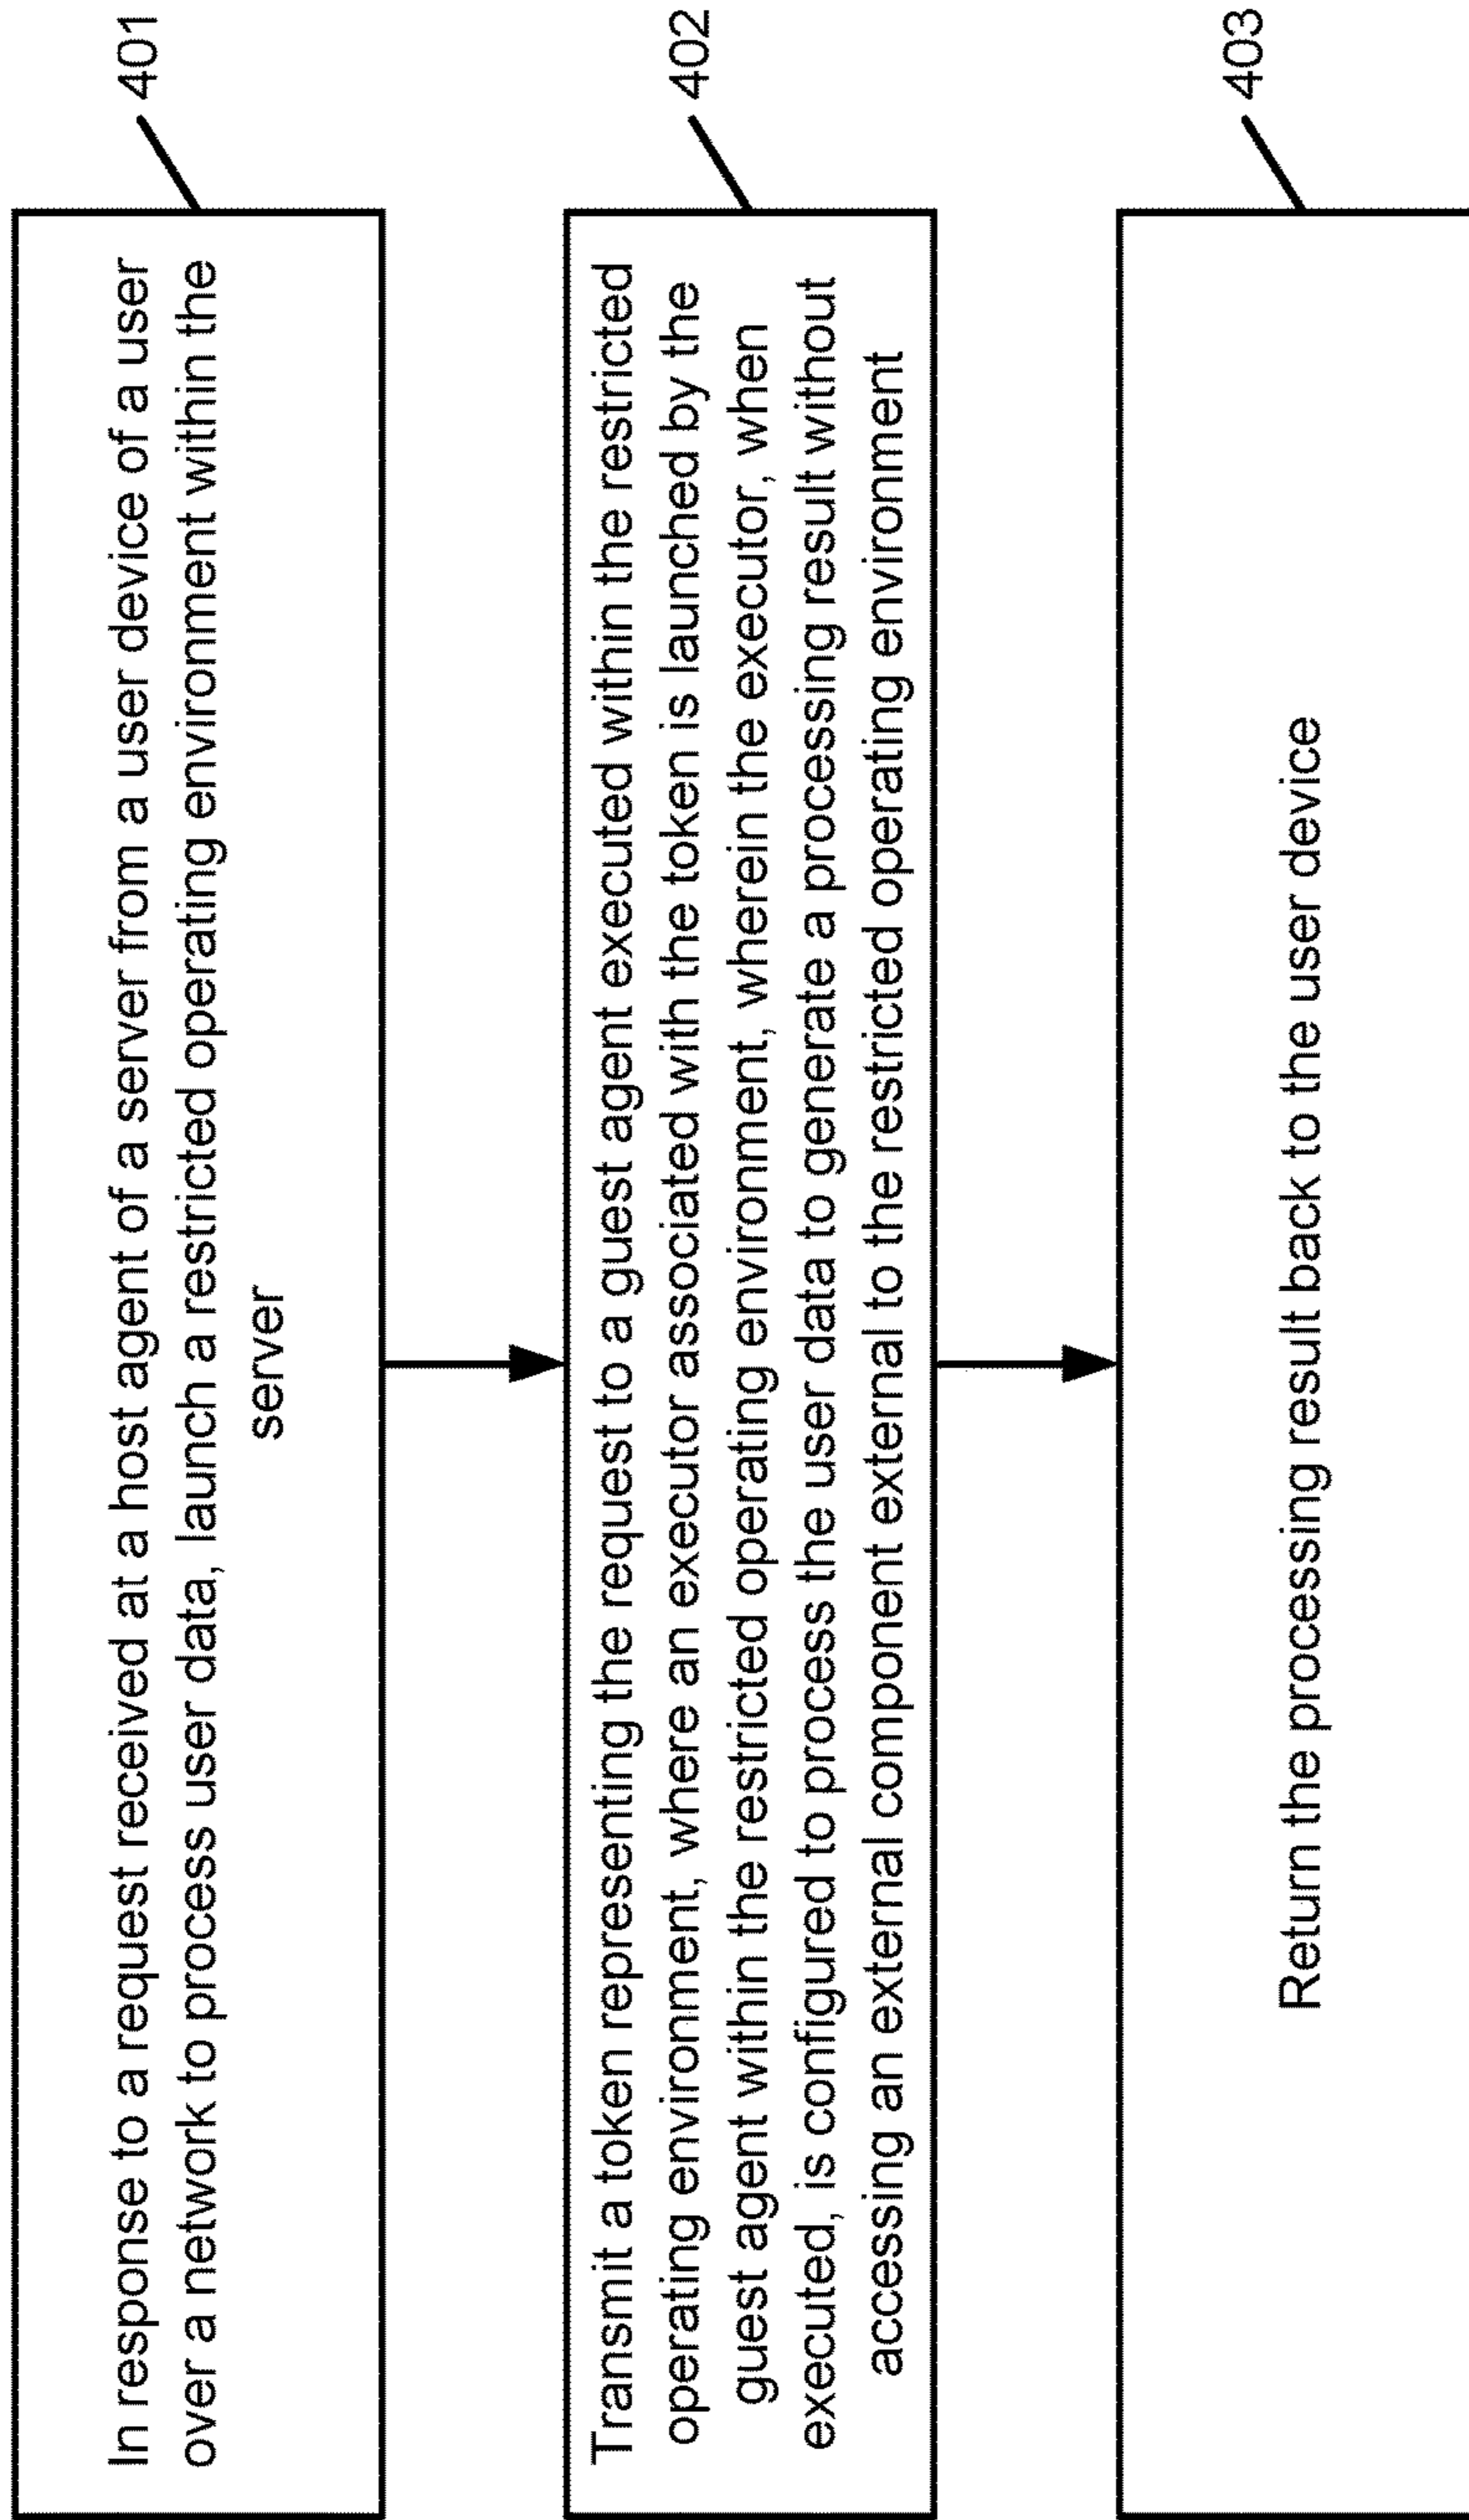 In response to a request received at a host agent of a server from a user device of a user
over a network to process user data, launch a restricted operating environment within the
server
401
Transmit a token representing the request to a guest agent executed within the restricted
operating environment, where an executor associated with the token is launched by the
guest agent within the restricted operating environment, wherein the executor, when
executed, is configured to process the user data to generate a processing result without
accessing an external component external to the restricted operating environment
402
Return the processing result back to the user device
403